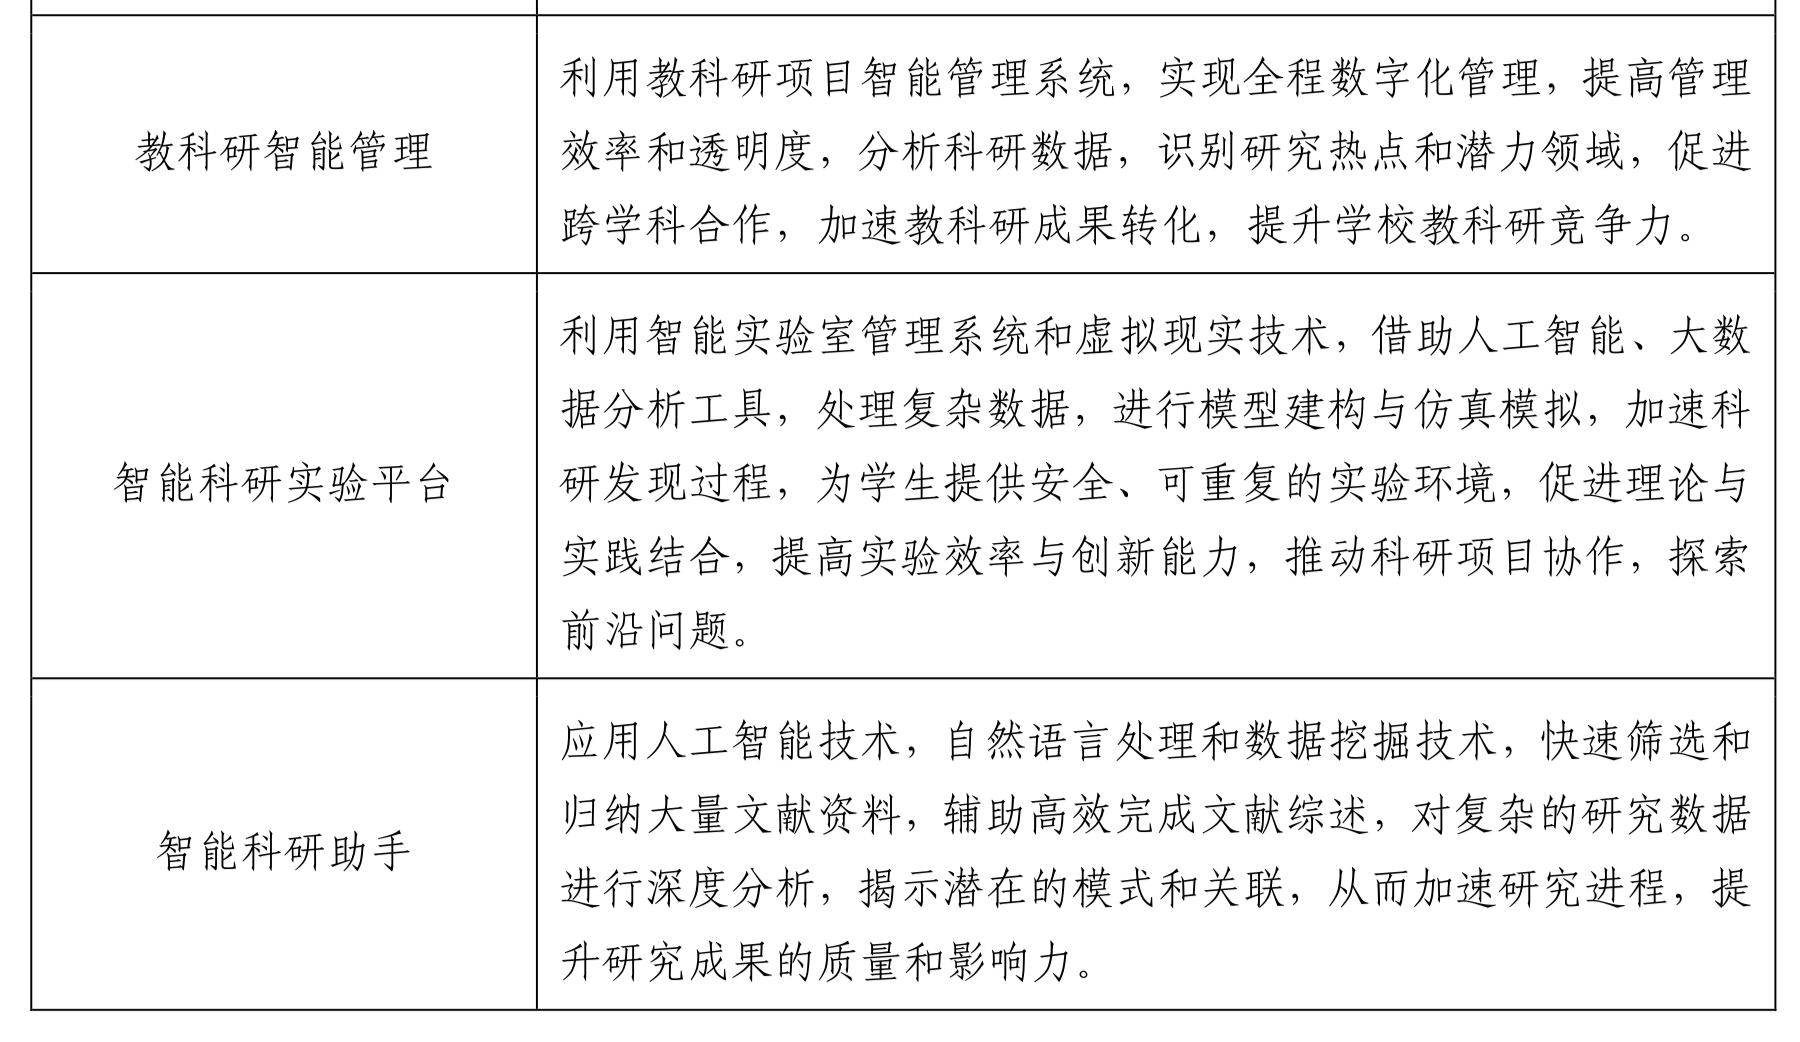 教科研智能管理
利用教科研项目智能管理系统，实现全程数字化管理，提高管理
效率和透明度，分析科研数据，识别研究热点和潜力领域，促进
跨学科合作，加速教科研成果转化，提升学校教科研竞争力。
智能科研实验平台
利用智能实验室管理系统和虚拟现实技术，借助人工智能、大数
据分析工具，处理复杂数据，进行模型建构与仿真模拟，加速科
研发现过程，为学生提供安全、可重复的实验环境，促进理论与
实践结合，提高实验效率与创新能力，推动科研项目协作，探索
前沿问题。
智能科研助手
应用人工智能技术，自然语言处理和数据挖掘技术，快速筛选和
归纳大量文献资料，辅助高效完成文献综述，对复杂的研究数据
进行深度分析，揭示潜在的模式和关联，从而加速研究进程，提
升研究成果的质量和影响力。